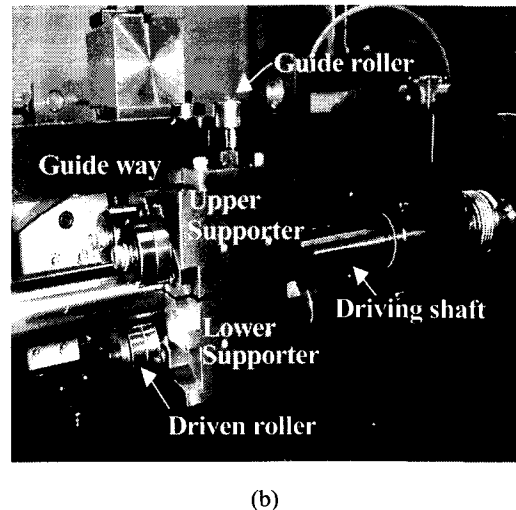 Guide roller
Guide way
Upper
Supporter
Driving shaft
Lower
Supporter
Driven roller
(b)